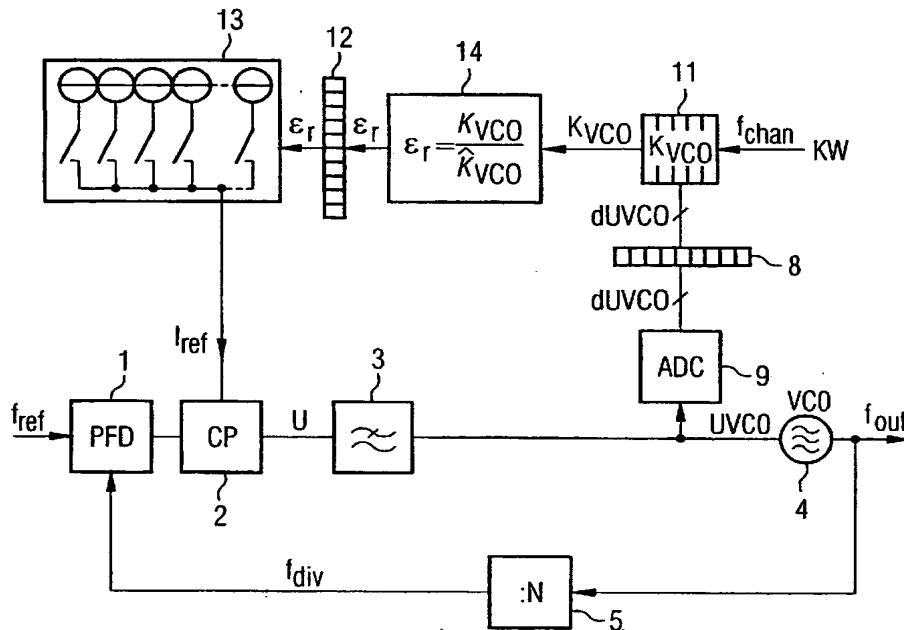 13
12
14
11
εr
εr
εr = KVCO / K̂VCO
KVCO
KVCO
fchan
KW
dUVCO
8
dUVCO
Iref
ADC
9
1
3
VCO
fref
PFD
CP
U
UVCO
fout
2
4
fdiv
:N
5